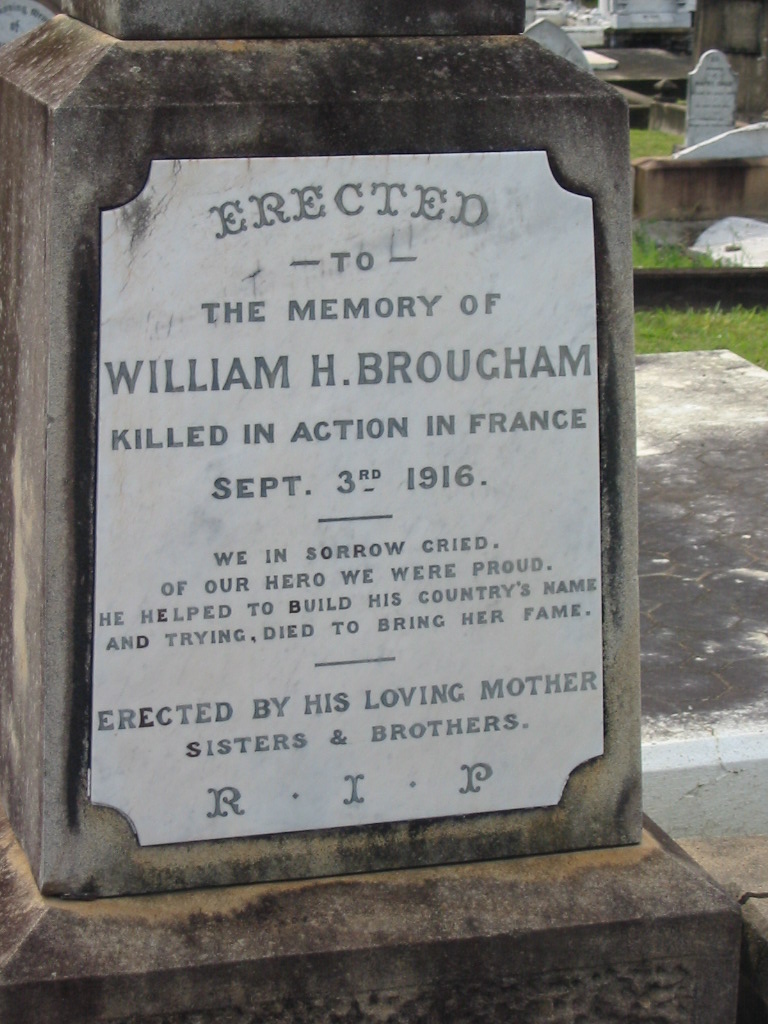 ERECTED
— TO —
THE MEMORY OF
WILLIAM H. BROUGHAM
KILLED IN ACTION IN FRANCE
SEPT. 3RD 1916.
WE IN SORROW CRIED.
OF OUR HERO WE WERE PROUD.
HE HELPED TO BUILD HIS COUNTRY'S NAME
AND TRYING, DIED TO BRING HER FAME.
ERECTED BY HIS LOVING MOTHER
SISTERS & BROTHERS.
R · I · P